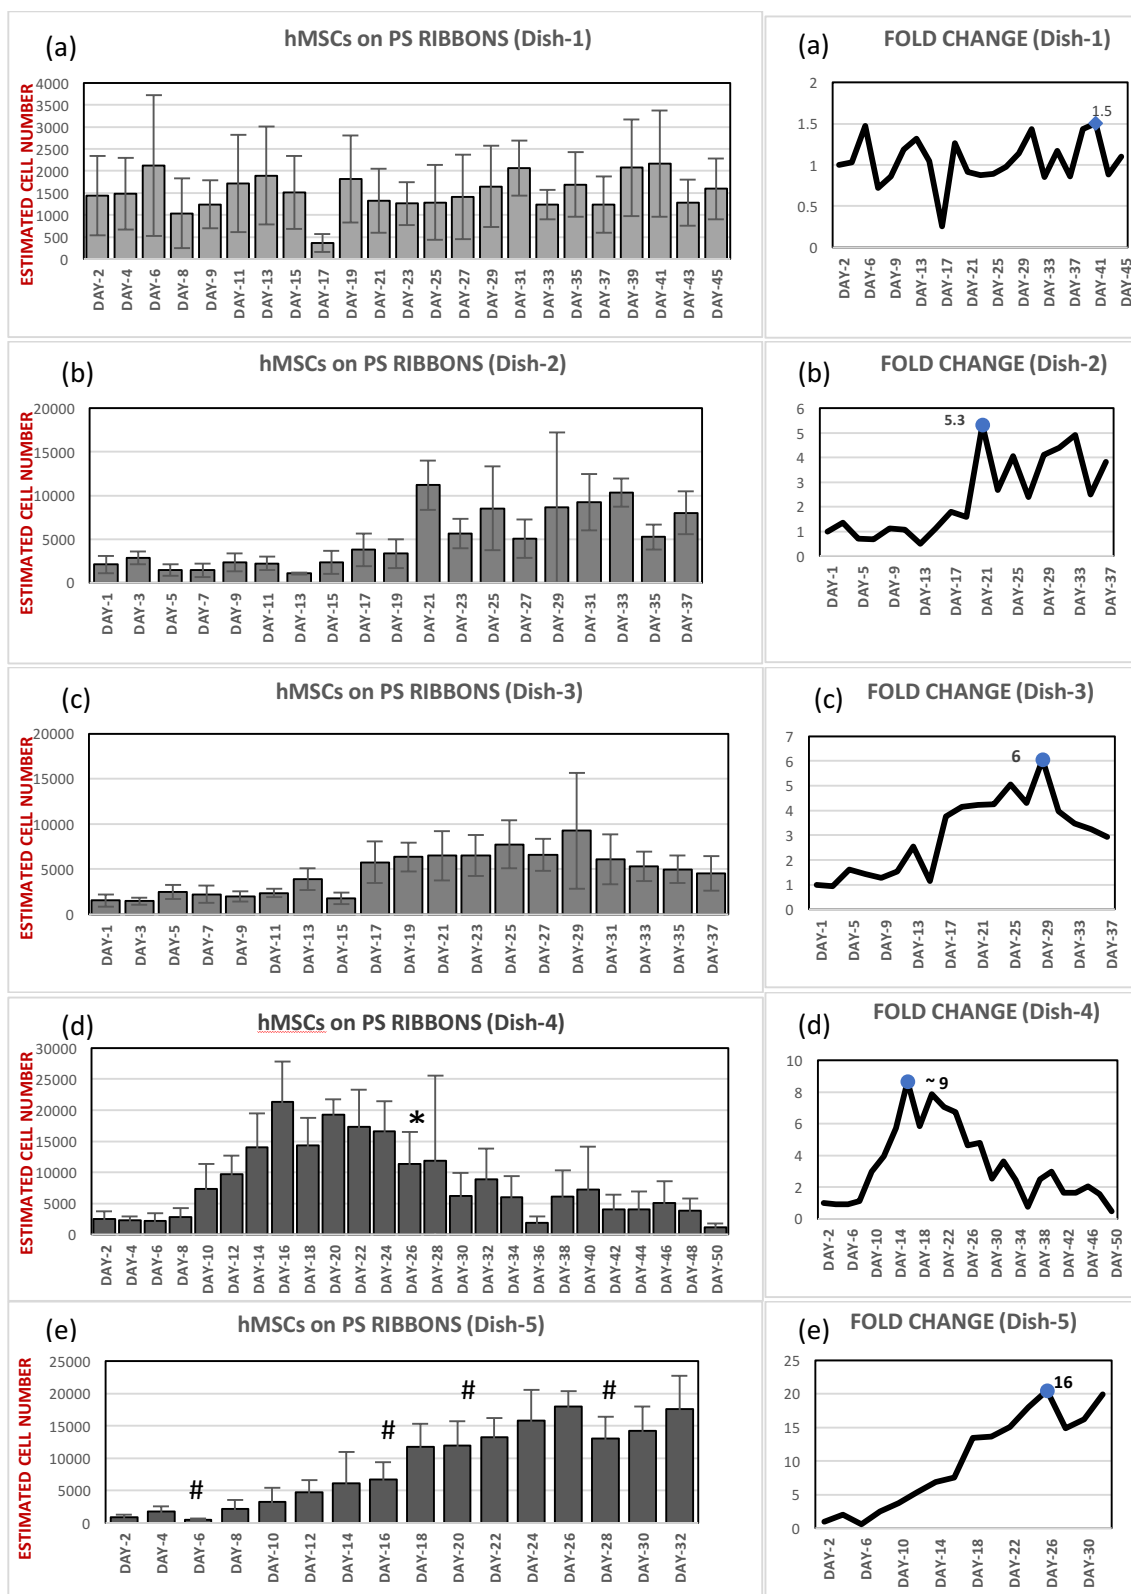 (a)
hMSCs on PS RIBBONS (Dish-1)
ESTIMATED CELL NUMBER
4000
3500
3000
2500
2000
1500
1000
500
0
DAY-2
DAY-4
DAY-6
DAY-8
DAY-9
DAY-11
DAY-13
DAY-15
DAY-17
DAY-19
DAY-21
DAY-23
DAY-25
DAY-27
DAY-29
DAY-31
DAY-33
DAY-35
DAY-37
DAY-39
DAY-41
DAY-43
DAY-45
(a)
FOLD CHANGE (Dish-1)
2
1.5
1
0.5
0
1.5
DAY-2
DAY-6
DAY-9
DAY-13
DAY-17
DAY-21
DAY-25
DAY-29
DAY-33
DAY-37
DAY-41
DAY-45
(b)
hMSCs on PS RIBBONS (Dish-2)
ESTIMATED CELL NUMBER
20000
15000
10000
5000
0
DAY-1
DAY-3
DAY-5
DAY-7
DAY-9
DAY-11
DAY-13
DAY-15
DAY-17
DAY-19
DAY-21
DAY-23
DAY-25
DAY-27
DAY-29
DAY-31
DAY-33
DAY-35
DAY-37
(b)
FOLD CHANGE (Dish-2)
6
5
4
3
2
1
0
5.3
DAY-1
DAY-5
DAY-9
DAY-13
DAY-17
DAY-21
DAY-25
DAY-29
DAY-33
DAY-37
(c)
hMSCs on PS RIBBONS (Dish-3)
ESTIMATED CELL NUMBER
20000
15000
10000
5000
0
DAY-1
DAY-3
DAY-5
DAY-7
DAY-9
DAY-11
DAY-13
DAY-15
DAY-17
DAY-19
DAY-21
DAY-23
DAY-25
DAY-27
DAY-29
DAY-31
DAY-33
DAY-35
DAY-37
(c)
FOLD CHANGE (Dish-3)
7
6
5
4
3
2
1
0
6
DAY-1
DAY-5
DAY-9
DAY-13
DAY-17
DAY-21
DAY-25
DAY-29
DAY-33
DAY-37
(d)
hMSCs on PS RIBBONS (Dish-4)
ESTIMATED CELL NUMBER
30000
25000
20000
15000
10000
5000
0
*
DAY-2
DAY-4
DAY-6
DAY-8
DAY-10
DAY-12
DAY-14
DAY-16
DAY-18
DAY-20
DAY-22
DAY-24
DAY-26
DAY-28
DAY-30
DAY-32
DAY-34
DAY-36
DAY-38
DAY-40
DAY-42
DAY-44
DAY-46
DAY-48
DAY-50
(d)
FOLD CHANGE (Dish-4)
10
8
6
4
2
0
~ 9
DAY-2
DAY-6
DAY-10
DAY-14
DAY-18
DAY-22
DAY-26
DAY-30
DAY-34
DAY-38
DAY-42
DAY-46
DAY-50
(e)
hMSCs on PS RIBBONS (Dish-5)
ESTIMATED CELL NUMBER
25000
20000
15000
10000
5000
0
#
#
#
#
DAY-2
DAY-4
DAY-6
DAY-8
DAY-10
DAY-12
DAY-14
DAY-16
DAY-18
DAY-20
DAY-22
DAY-24
DAY-26
DAY-28
DAY-30
DAY-32
(e)
FOLD CHANGE (Dish-5)
25
20
15
10
5
0
16
DAY-2
DAY-6
DAY-10
DAY-14
DAY-18
DAY-22
DAY-26
DAY-30